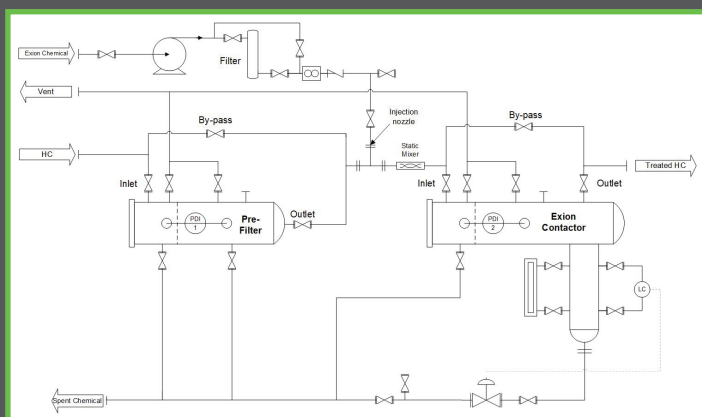 Exion Chemical
Filter
Vent
By-pass
Injection
nozzle
By-pass
HC
Static
Mixer
Treated HC
Inlet
Inlet
Outlet
PDI
1
Pre-
Filter
Outlet
PDI
2
Exion
Contactor
LC
Spent Chemical